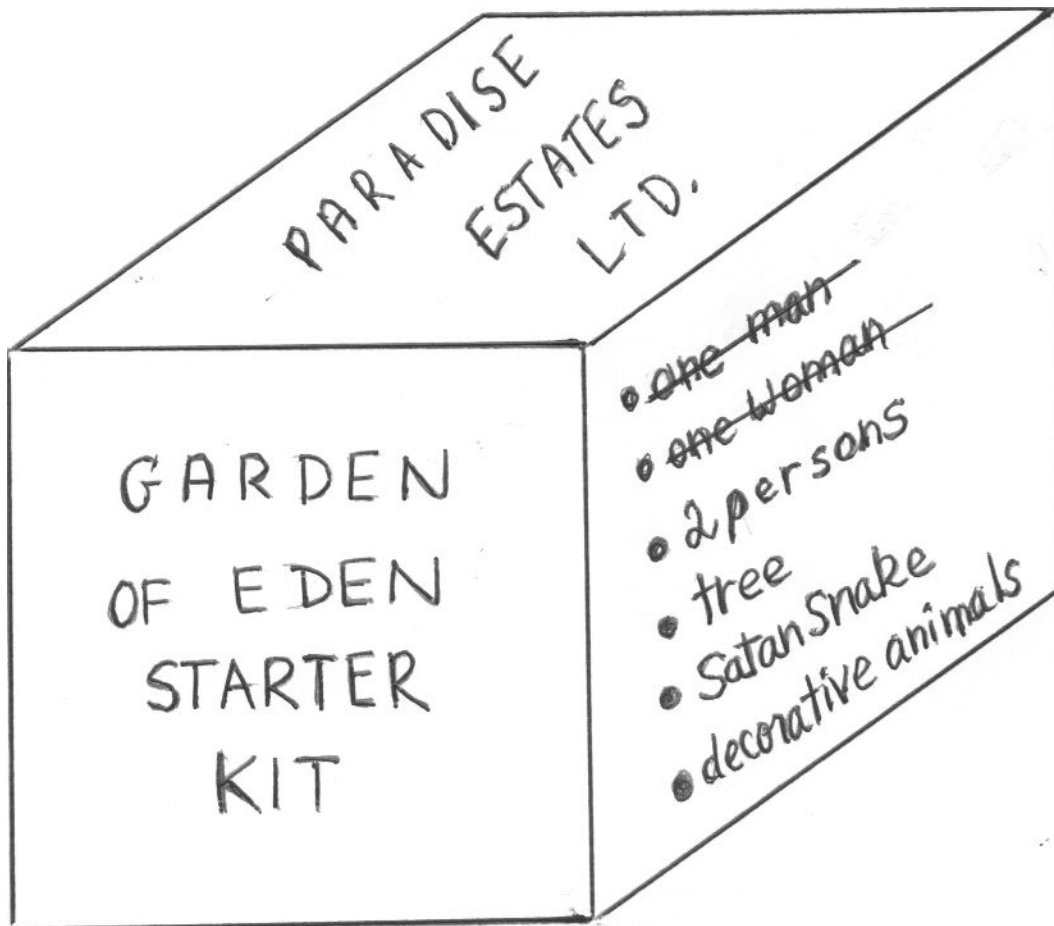 PARADISE
ESTATES
LTD.
GARDEN
OF EDEN
STARTER
KIT
• one man
• one woman
• 2 persons
• tree
• Satan Snake
• decorative animals